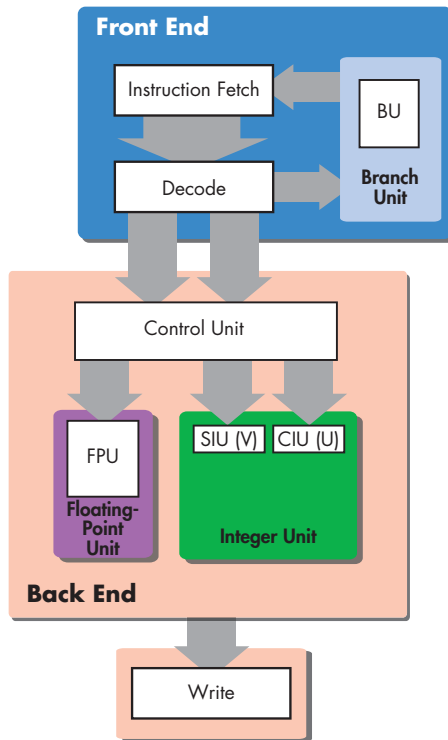 Front End
Instruction Fetch
BU
Decode
Branch
Unit
Control Unit
FPU
SIU (V)
CIU (U)
Floating-
Point
Unit
Integer Unit
Back End
Write